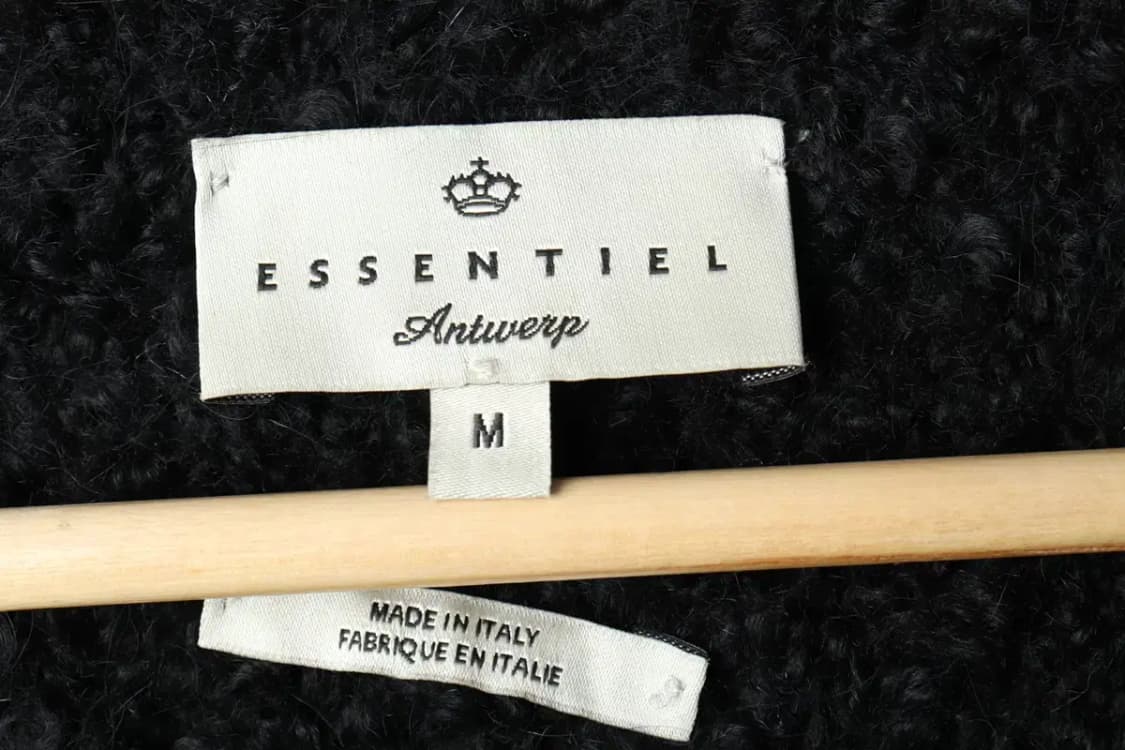 ESSENTIEL
Antwerp
M
MADE IN ITALY
FABRIQUE EN ITALIE